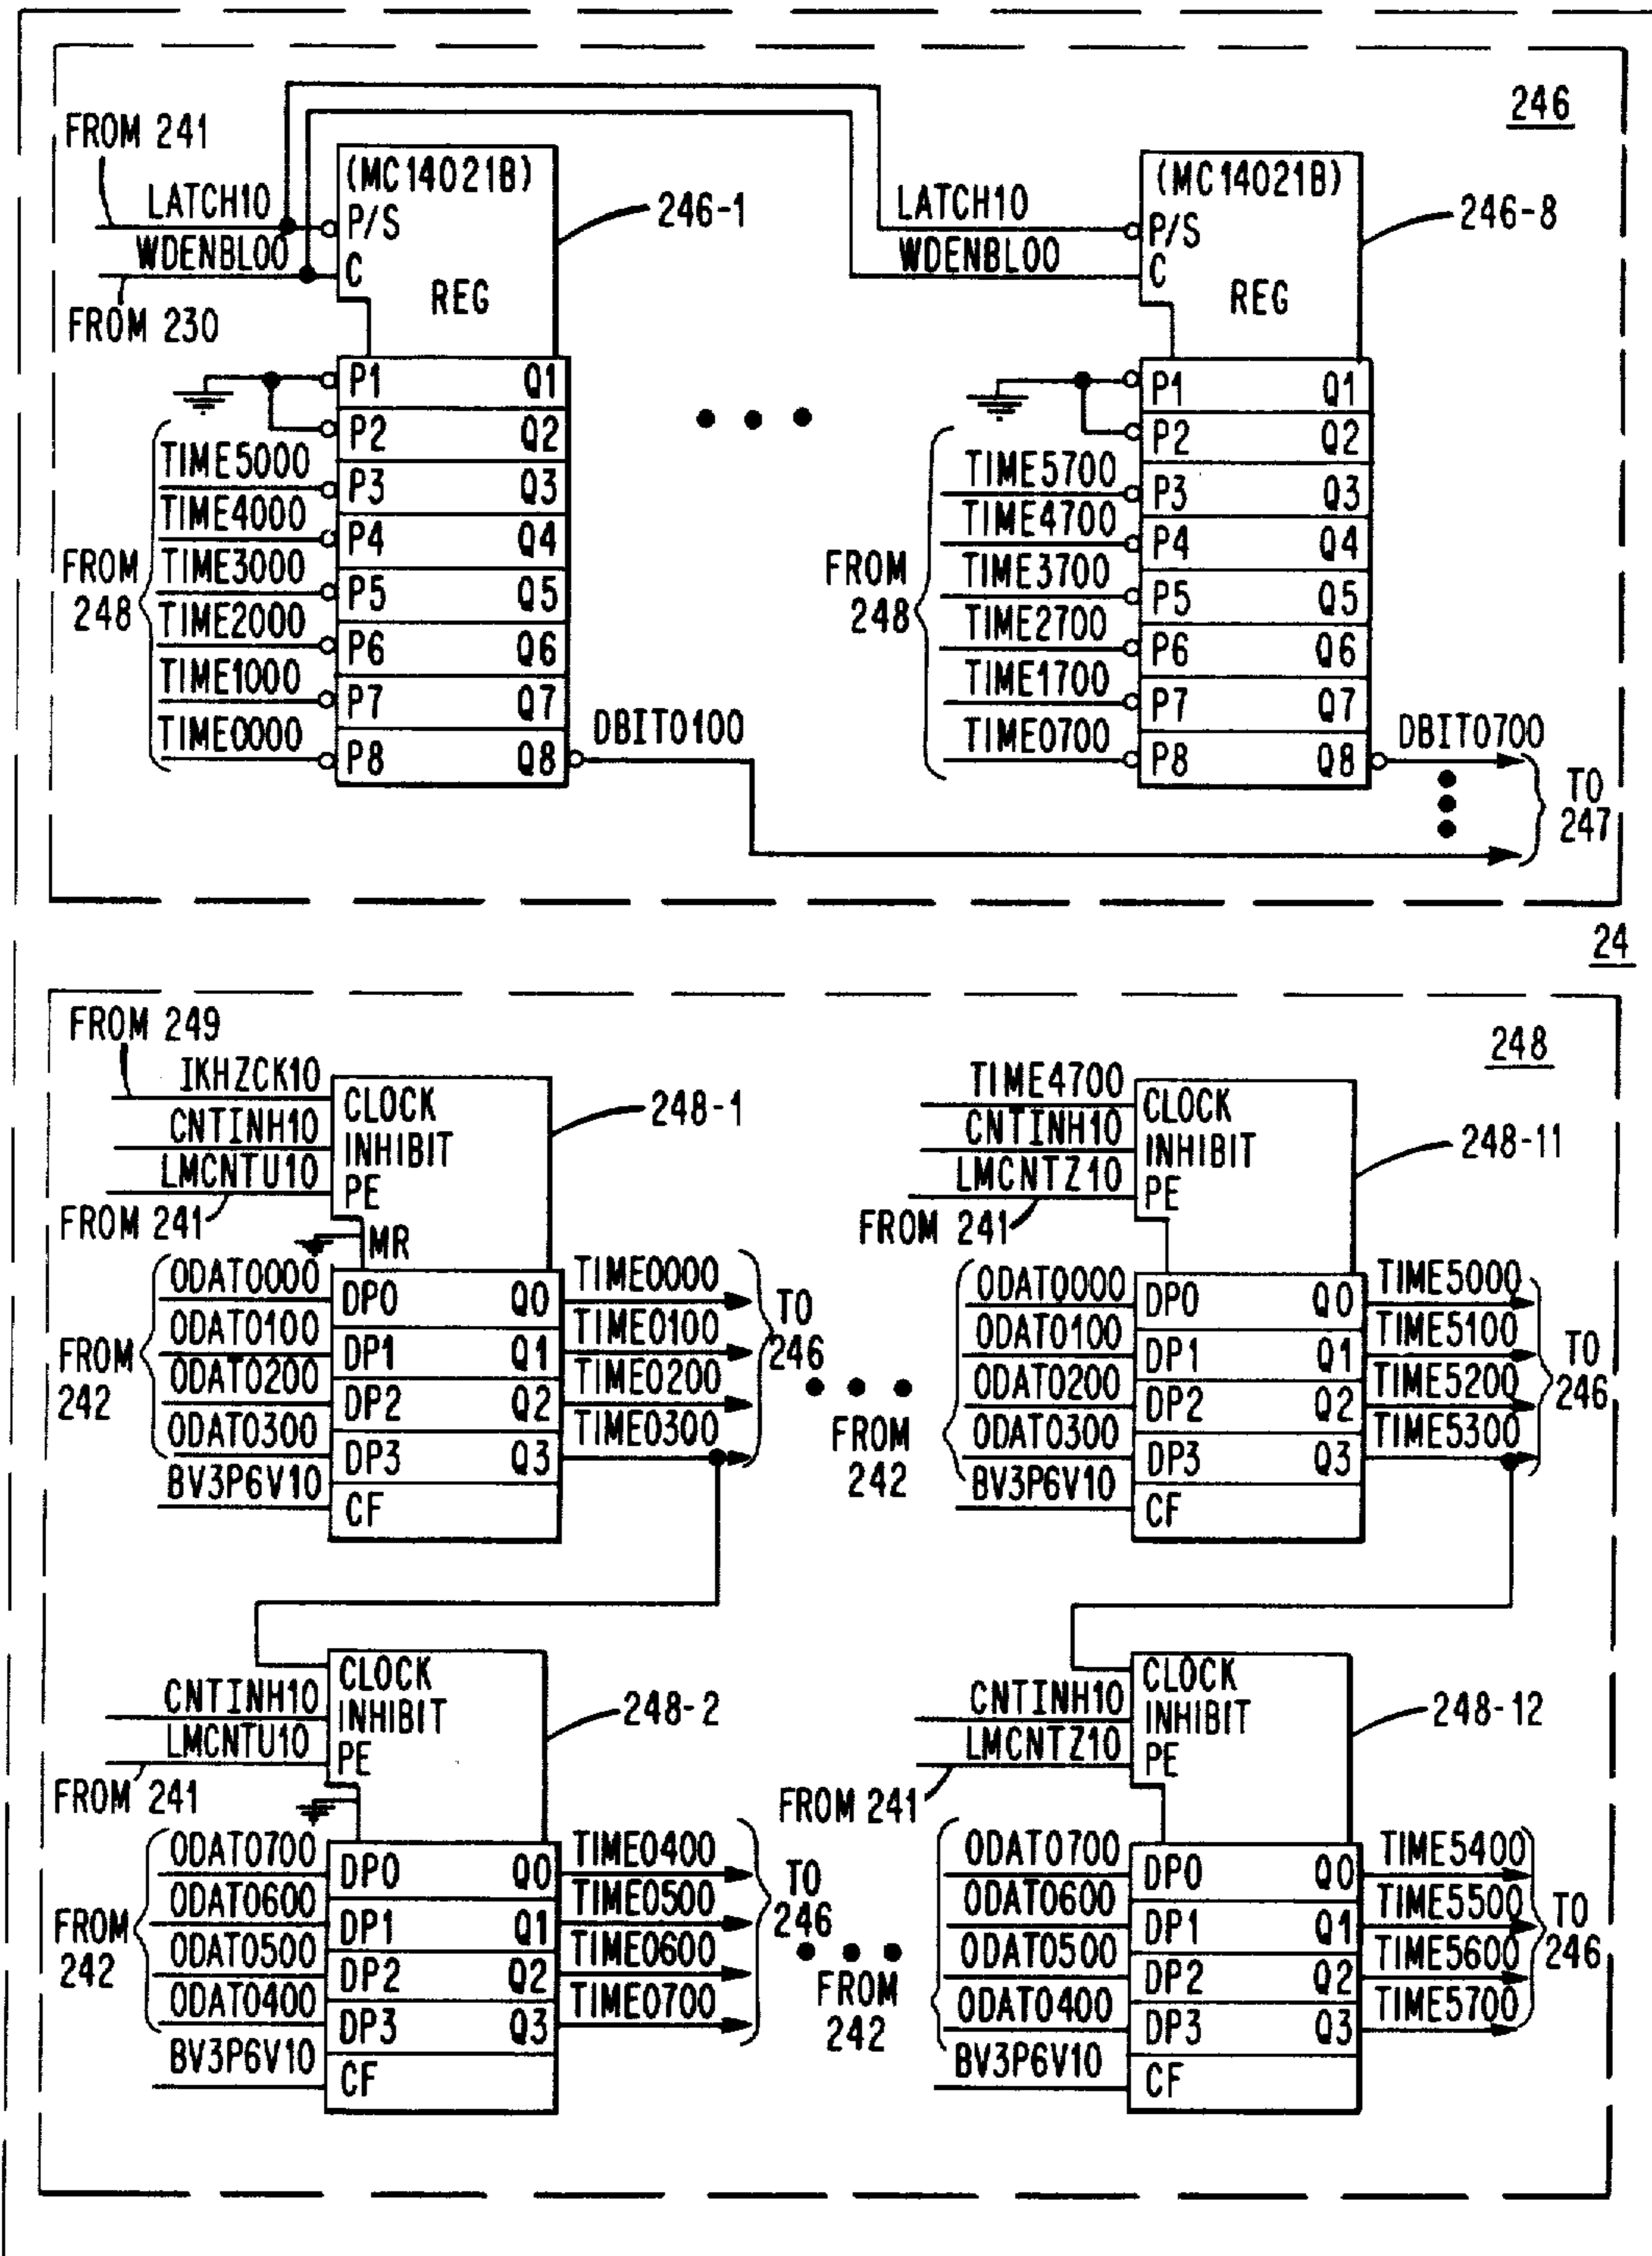 246
FROM 241
LATCH10
WDENBL00
FROM 230
(MC14021B)
P/S
C
REG
246-1
P1 Q1
P2 Q2
P3 Q3
P4 Q4
P5 Q5
P6 Q6
P7 Q7
P8 Q8
TIME5000
TIME4000
TIME3000
TIME2000
TIME1000
TIME0000
FROM
248
DBIT0100
LATCH10
WDENBL00
(MC14021B)
P/S
C
REG
246-8
P1 Q1
P2 Q2
P3 Q3
P4 Q4
P5 Q5
P6 Q6
P7 Q7
P8 Q8
TIME5700
TIME4700
TIME3700
TIME2700
TIME1700
TIME0700
FROM
248
DBIT0700
TO
247
24
248
FROM 249
IKHZCK10
CNTINH10
LMCNTU10
FROM 241
CLOCK
INHIBIT
PE
MR
248-1
ODAT0000
ODAT0100
ODAT0200
ODAT0300
BV3P6V10
FROM
242
DP0 Q0
DP1 Q1
DP2 Q2
DP3 Q3
CF
TIME0000
TIME0100
TIME0200
TIME0300
TO
246
TIME4700
CNTINH10
LMCNTZ10
FROM 241
CLOCK
INHIBIT
PE
248-11
ODAT0000
ODAT0100
ODAT0200
ODAT0300
BV3P6V10
FROM
242
DP0 Q0
DP1 Q1
DP2 Q2
DP3 Q3
CF
TIME5000
TIME5100
TIME5200
TIME5300
TO
246
CNTINH10
LMCNTU10
FROM 241
CLOCK
INHIBIT
PE
248-2
ODAT0700
ODAT0600
ODAT0500
ODAT0400
BV3P6V10
FROM
242
DP0 Q0
DP1 Q1
DP2 Q2
DP3 Q3
CF
TIME0400
TIME0500
TIME0600
TIME0700
TO
246
CNTINH10
LMCNTZ10
FROM 241
CLOCK
INHIBIT
PE
248-12
ODAT0700
ODAT0600
ODAT0500
ODAT0400
BV3P6V10
FROM
242
DP0 Q0
DP1 Q1
DP2 Q2
DP3 Q3
CF
TIME5400
TIME5500
TIME5600
TIME5700
TO
246